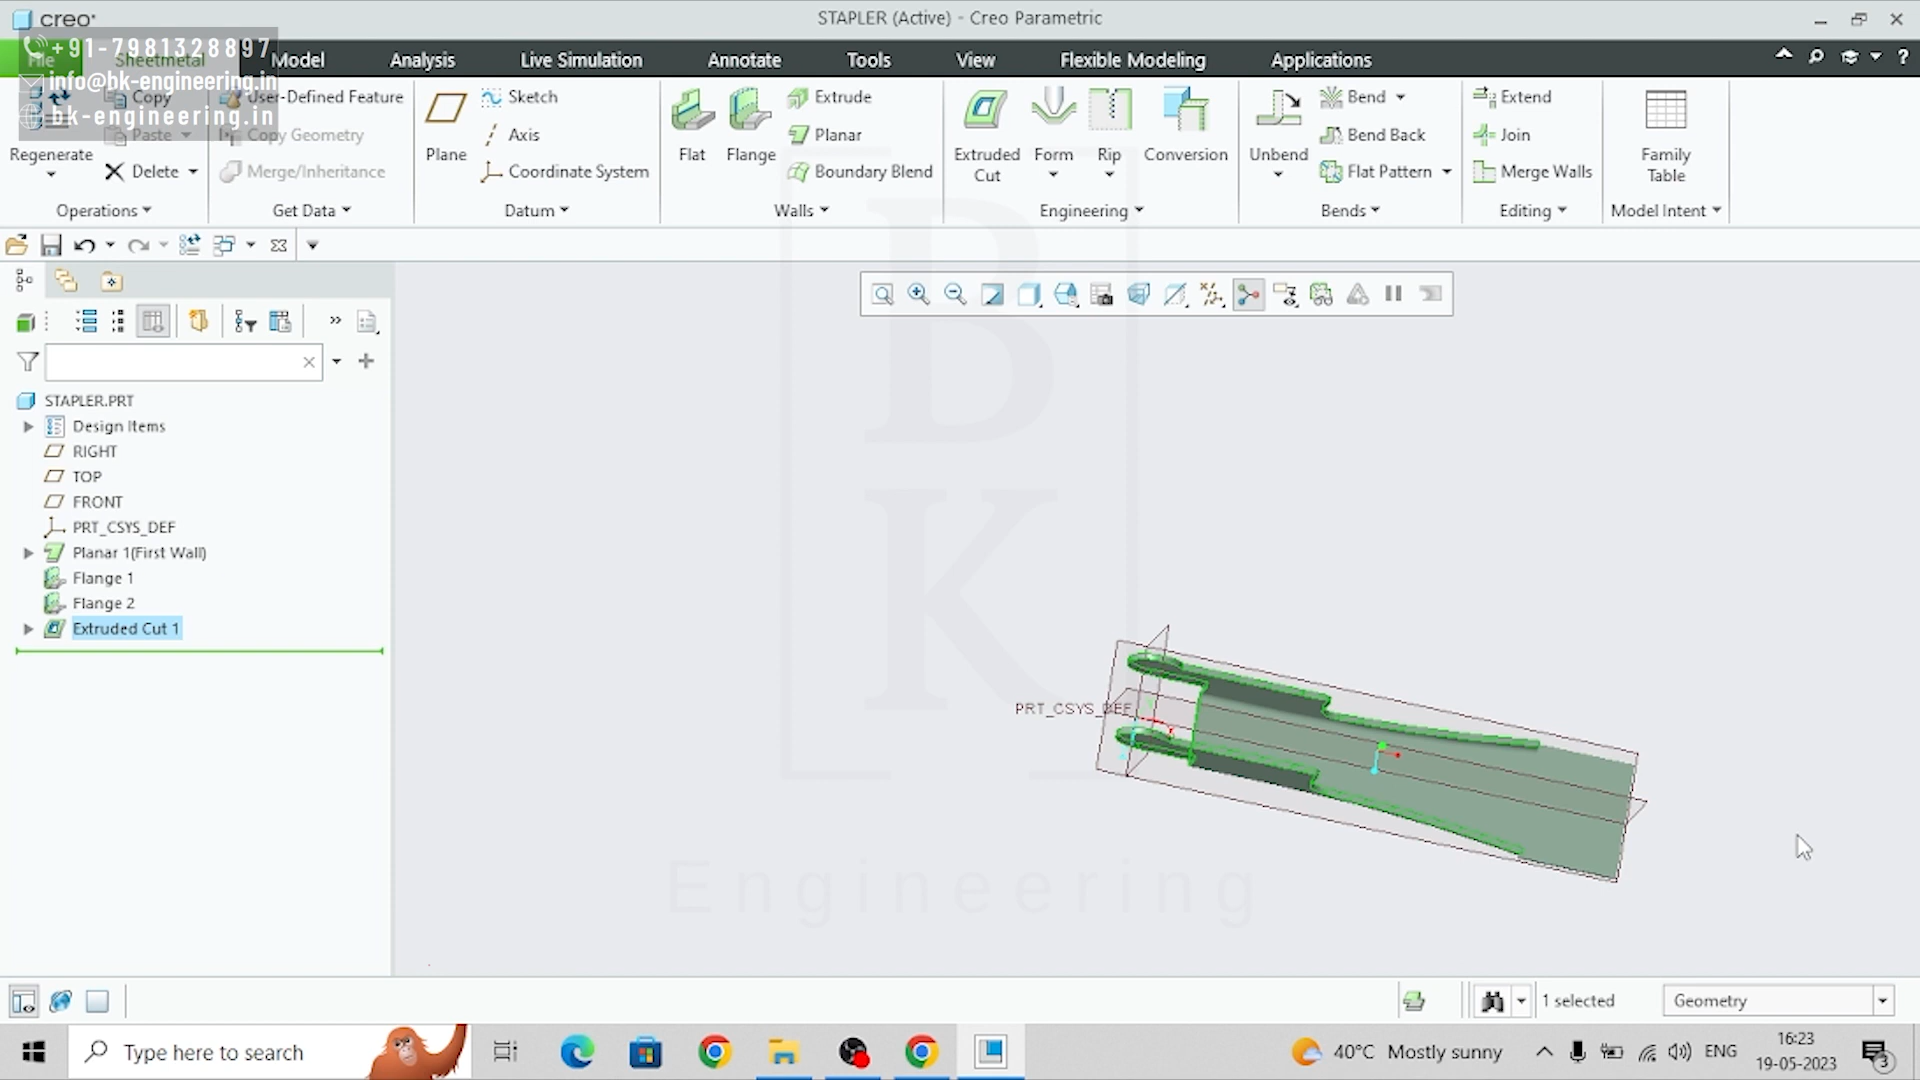 creo
STAPLER (Active) - Creo Parametric
+91-7981328897
File
Sheetmetal
Model
Analysis
Live Simulation
Annotate
Tools
View
Flexible Modeling
Applications
info@bk-engineering.in
bk-engineering.in
Regenerate
Copy
Paste
Delete
Operations
User-Defined Feature
Copy Geometry
Merge/Inheritance
Get Data
Plane
Sketch
Axis
Coordinate System
Datum
Flat
Flange
Extrude
Planar
Boundary Blend
Walls
Extruded
Cut
Form
Rip
Conversion
Engineering
Unbend
Bend
Bend Back
Flat Pattern
Bends
Extend
Join
Merge Walls
Editing
Family
Table
Model Intent
STAPLER.PRT
Design Items
RIGHT
TOP
FRONT
PRT_CSYS_DEF
Planar 1(First Wall)
Flange 1
Flange 2
Extruded Cut 1
B
K
Engineering
PRT_CSYS_DEF
1 selected
Geometry
Type here to search
40°C Mostly sunny
ENG
16:23
19-05-2023
3